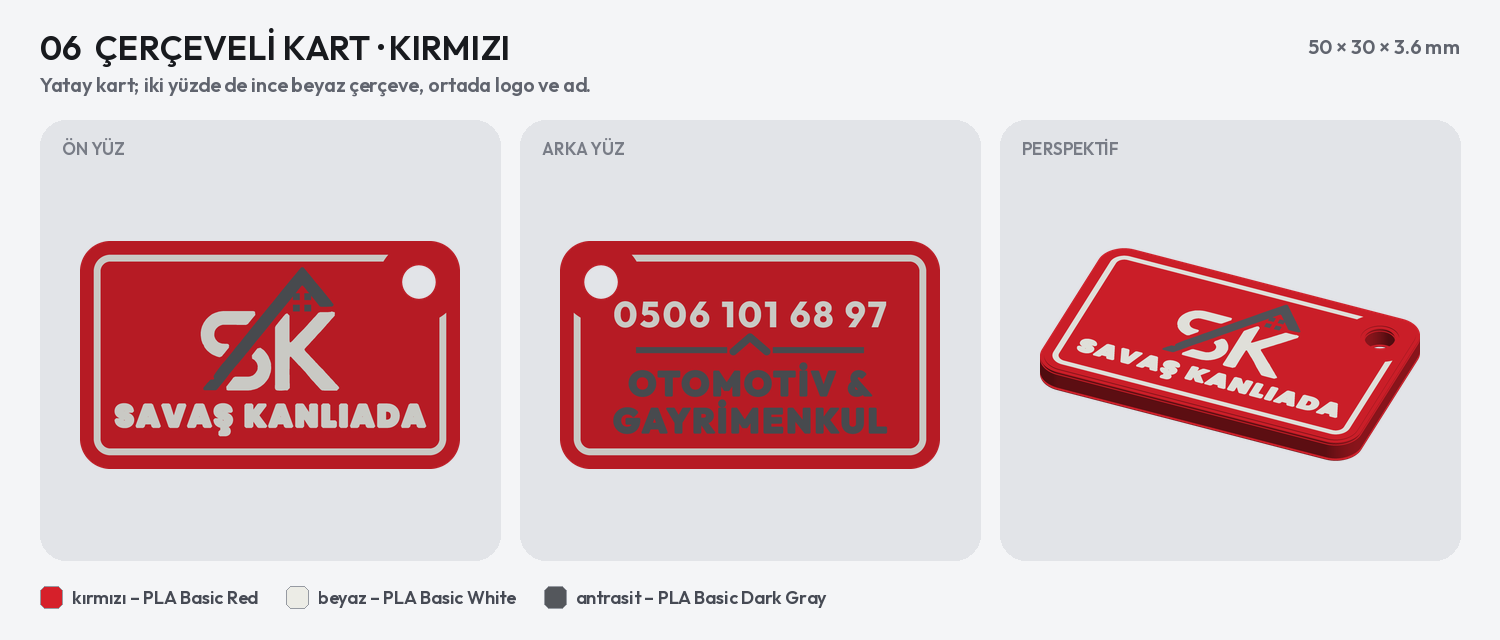 06 ÇERÇEVELİ KART · KIRMIZI
50 × 30 × 3.6 mm
Yatay kart; iki yüzde de ince beyaz çerçeve, ortada logo ve ad.
ÖN YÜZ
SK
SAVAŞ KANLIADA
ARKA YÜZ
0506 101 68 97
OTOMOTİV &
GAYRİMENKUL
PERSPEKTİF
SK
SAVAŞ KANLIADA
kırmızı – PLA Basic Red
beyaz – PLA Basic White
antrasit – PLA Basic Dark Gray